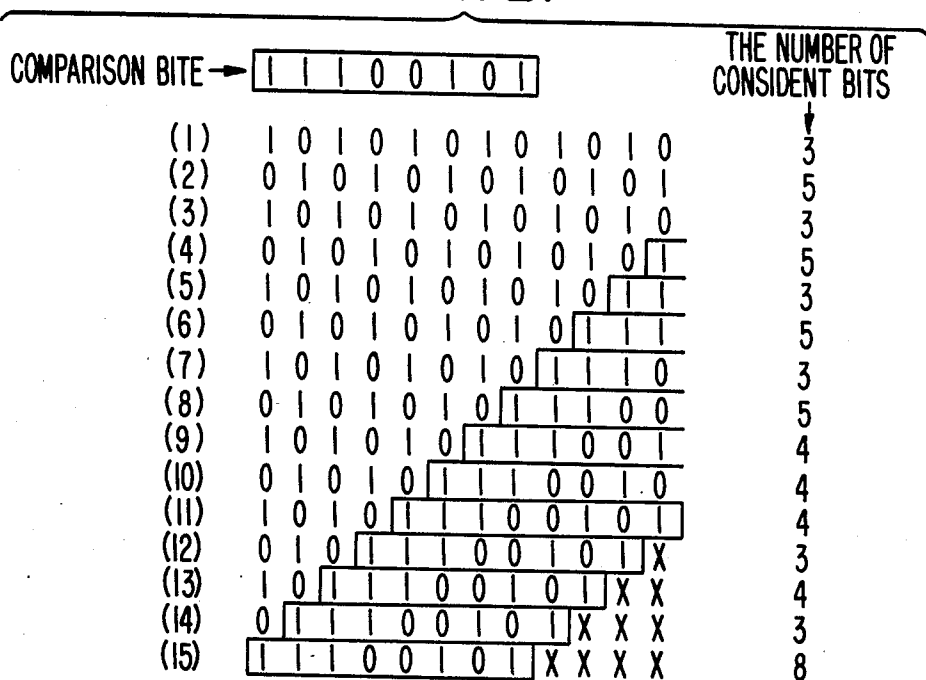 THE NUMBER OF
CONSIDENT BITS
COMPARISON BITE → 1 1 1 0 0 1 0 1
(1) 1 0 1 0 1 0 1 0 1 0 1 0 3
(2) 0 1 0 1 0 1 0 1 0 1 0 1 5
(3) 1 0 1 0 1 0 1 0 1 0 1 0 3
(4) 0 1 0 1 0 1 0 1 0 1 0 1 5
(5) 1 0 1 0 1 0 1 0 1 0 1 1 3
(6) 0 1 0 1 0 1 0 1 0 1 1 1 5
(7) 1 0 1 0 1 0 1 0 1 1 1 0 3
(8) 0 1 0 1 0 1 0 1 1 1 0 0 5
(9) 1 0 1 0 1 0 1 1 1 0 0 1 4
(10) 0 1 0 1 0 1 1 1 0 0 1 0 4
(11) 1 0 1 0 1 1 1 0 0 1 0 1 4
(12) 0 1 0 1 1 1 0 0 1 0 1 X 3
(13) 1 0 1 1 1 0 0 1 0 1 X X 4
(14) 0 1 1 1 0 0 1 0 1 X X X 3
(15) 1 1 1 0 0 1 0 1 X X X X 8